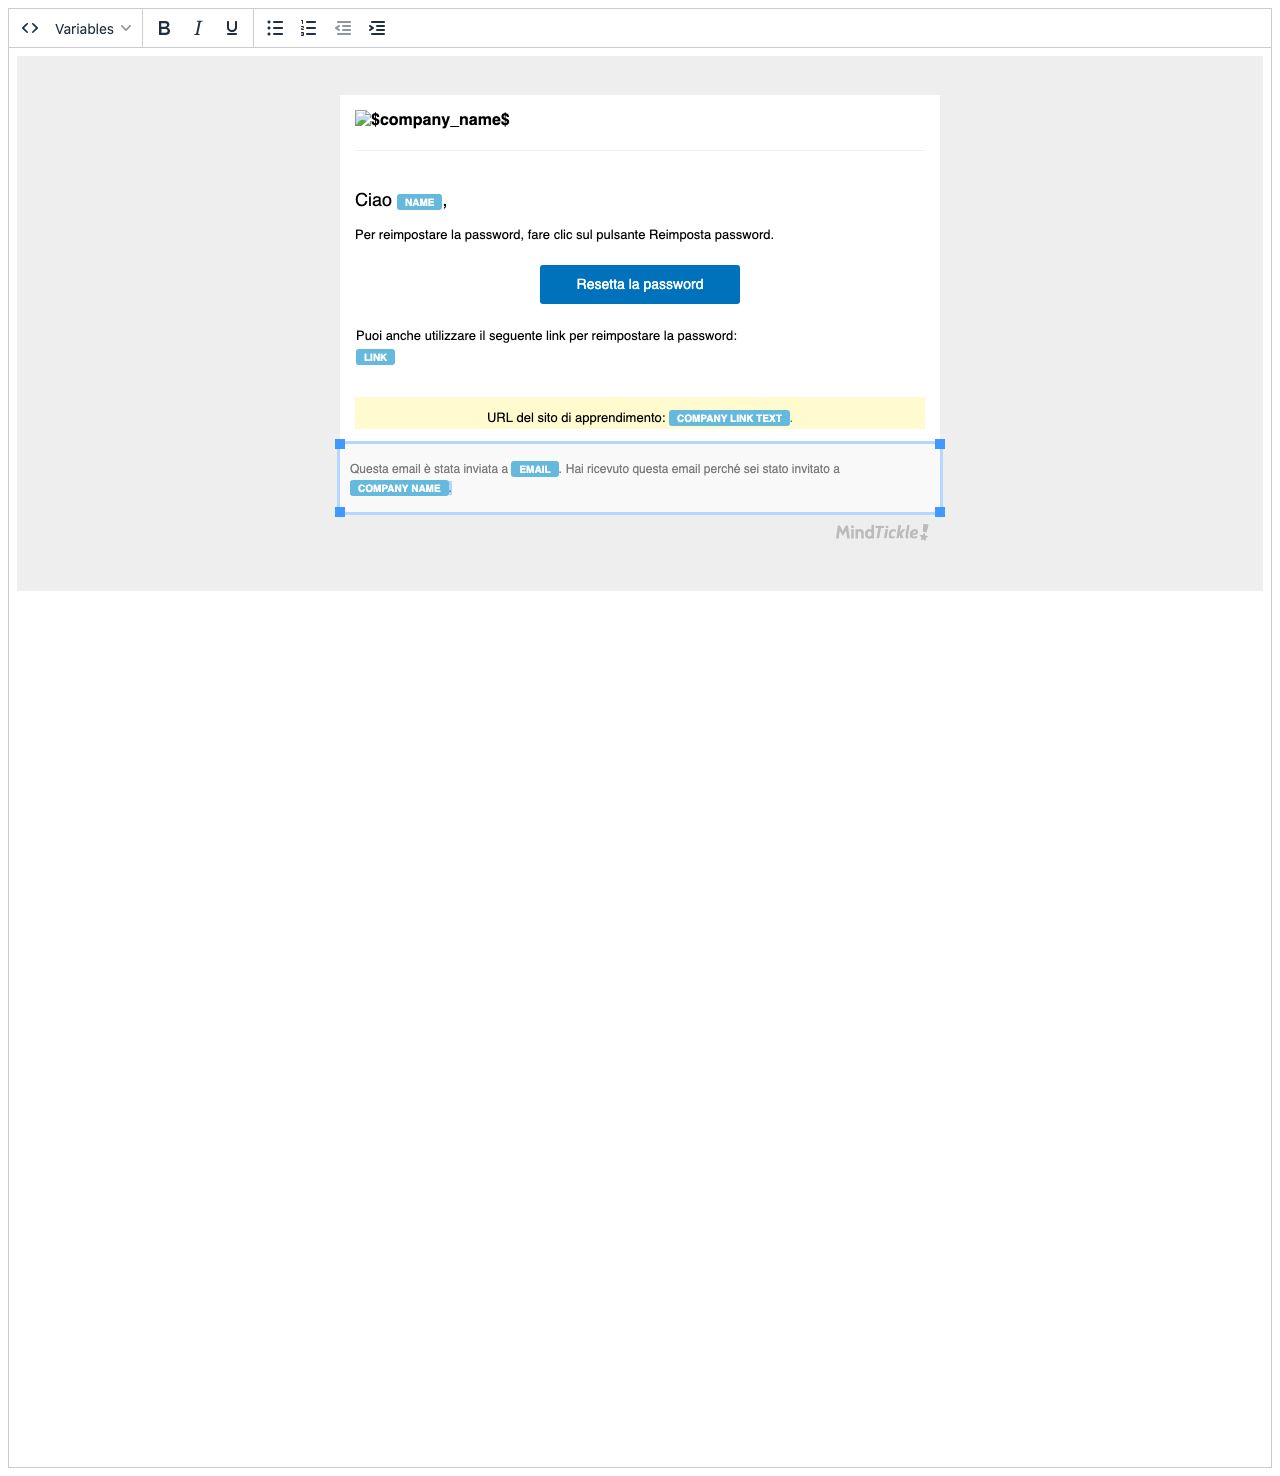 Variables B I U
$company_name$
Ciao NAME,
Per reimpostare la password, fare clic sul pulsante Reimposta password.
Resetta la password
Puoi anche utilizzare il seguente link per reimpostare la password:
LINK
URL del sito di apprendimento: COMPANY LINK TEXT.
Questa email è stata inviata a EMAIL. Hai ricevuto questa email perché sei stato invitato a
COMPANY NAME.
MindTickle!